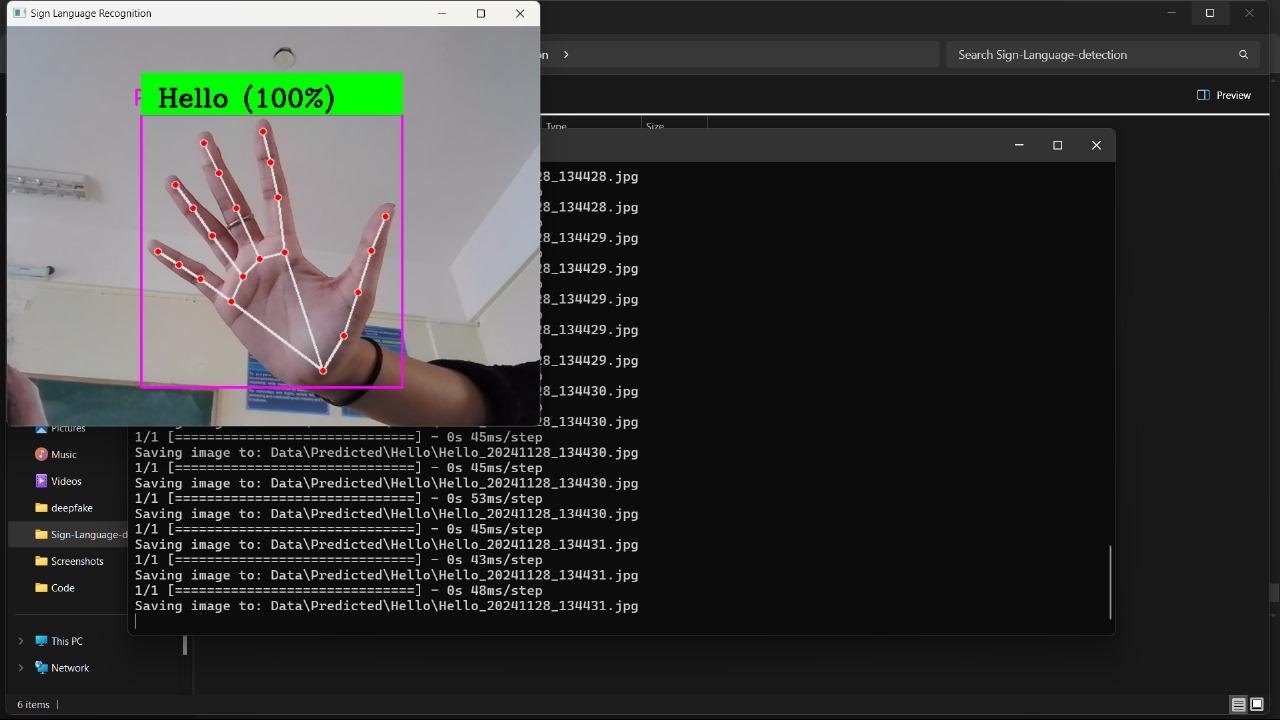 Sign Language Recognition
Hello (100%)
on
Search Sign-Language-detection
Preview
Type
Size
8_134428.jpg
8_134428.jpg
8_134429.jpg
8_134429.jpg
8_134429.jpg
8_134429.jpg
8_134429.jpg
8_134430.jpg
8_134430.jpg
1/1 [==============================] - 0s 45ms/step
Saving image to: Data\Predicted\Hello\Hello_20241128_134430.jpg
1/1 [==============================] - 0s 45ms/step
Saving image to: Data\Predicted\Hello\Hello_20241128_134430.jpg
1/1 [==============================] - 0s 53ms/step
Saving image to: Data\Predicted\Hello\Hello_20241128_134430.jpg
1/1 [==============================] - 0s 45ms/step
Saving image to: Data\Predicted\Hello\Hello_20241128_134431.jpg
1/1 [==============================] - 0s 43ms/step
Saving image to: Data\Predicted\Hello\Hello_20241128_134431.jpg
1/1 [==============================] - 0s 48ms/step
Saving image to: Data\Predicted\Hello\Hello_20241128_134431.jpg
Pictures
Music
Videos
deepfake
Sign-Language-d
Screenshots
Code
This PC
Network
6 items